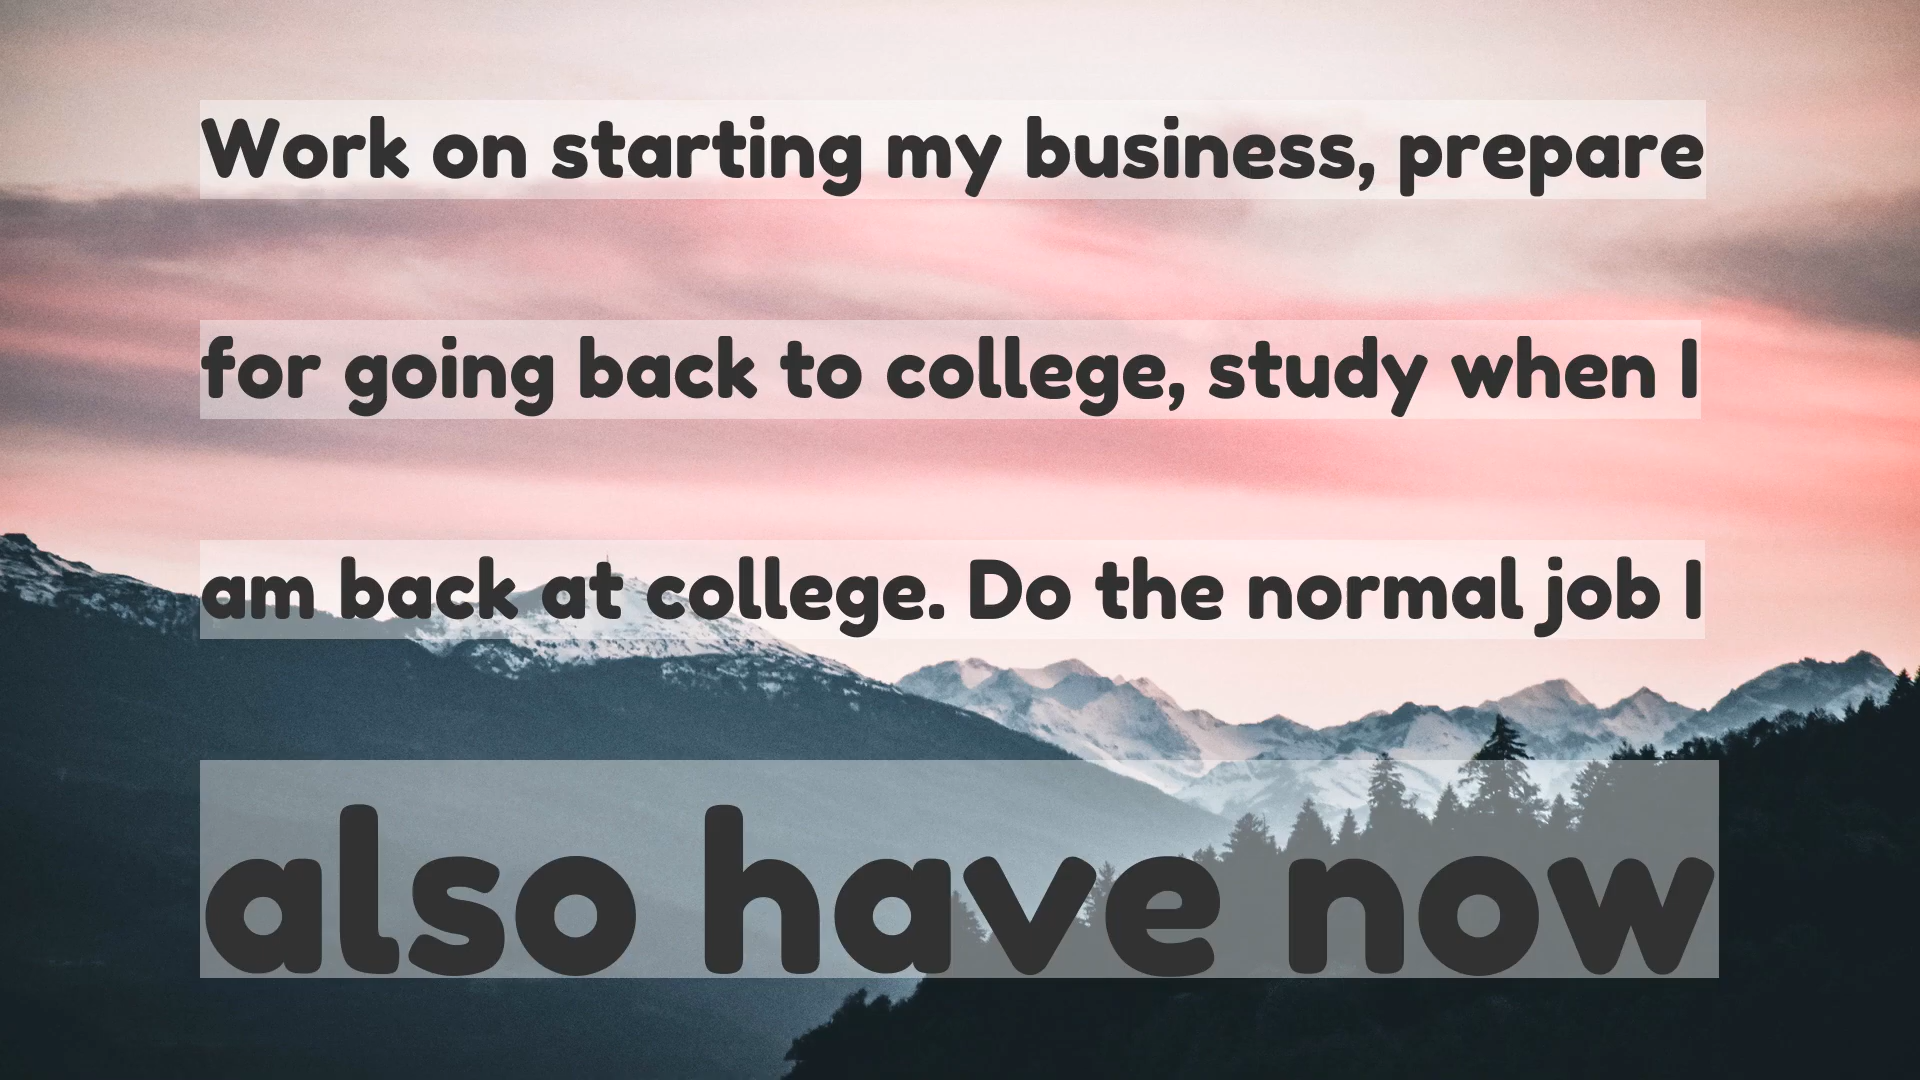 Work on starting my business, prepare
for going back to college, study when I
am back at college. Do the normal job I
also have now